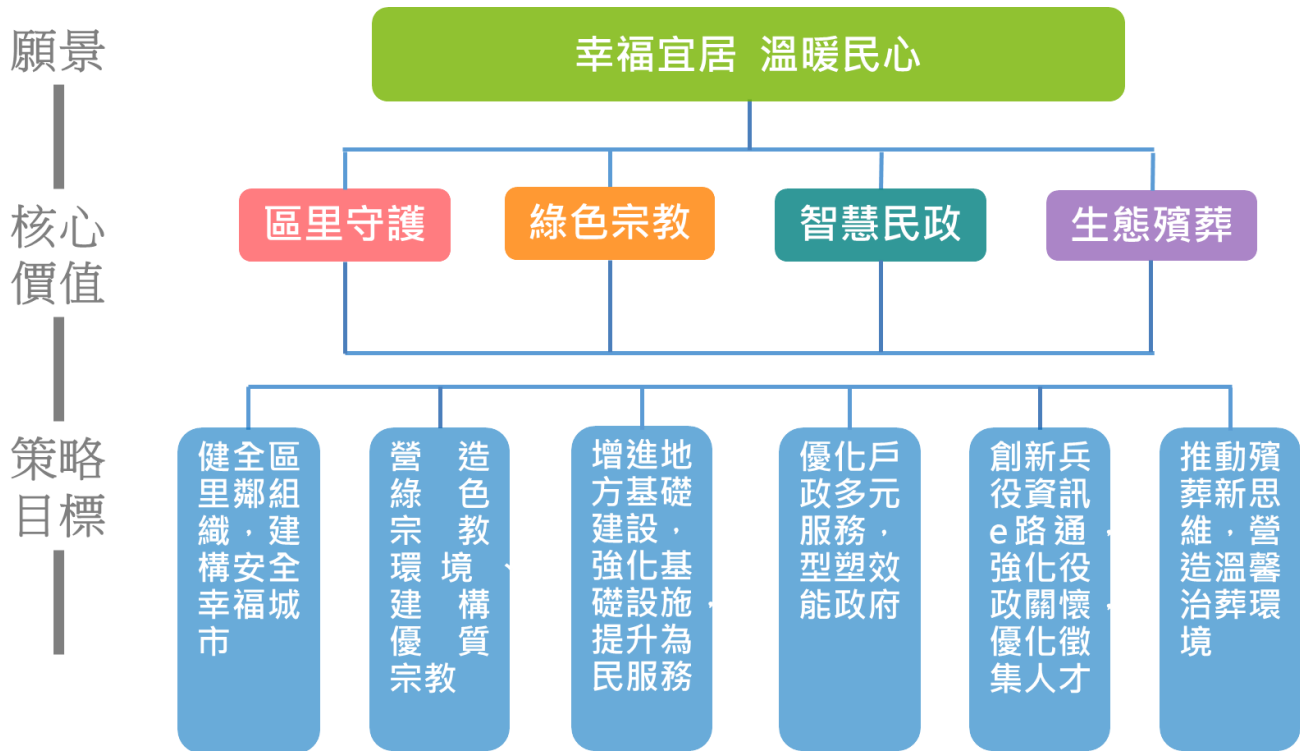 願景
幸福宜居 溫暖民心
核心
價值
區里守護
綠色宗教
智慧民政
生態殯葬
策略
目標
健全區
里鄰組
織，建
構安全
幸福城
市
營造
綠色
宗教
環境、
建構
優質
宗教
增進地
方基礎
建設，
強化基
礎設施，
提升為
民服務
優化戶
政多元
服務，
型塑效
能政府
創新兵
役資訊
e路通，
強化役
政關懷，
優化徵
集人才
推動殯
葬新思
維，營
造溫馨
治葬環
境